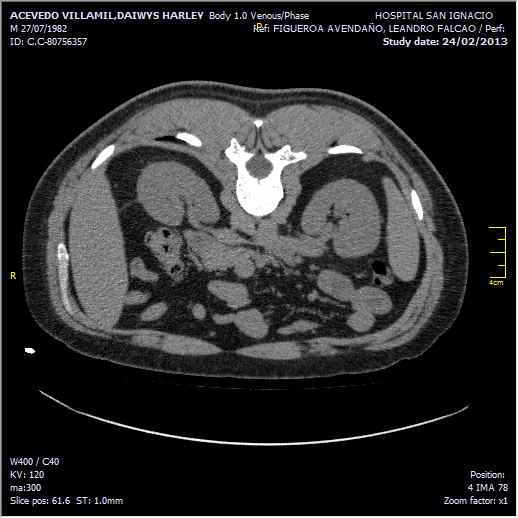 ACEVEDO VILLAMIL,DAIWYS HARLEY Body 1.0 Venous/Phase
HOSPITAL SAN IGNACIO
M 27/07/1982
Ref: FIGUEROA AVENDAÑO, LEANDRO FALCAO / Perf:
ID: C.C-80756357
Study date: 24/02/2013
R
4cm
W400 / C40
KV: 120
ma:300
Slice pos: 61.6 ST: 1.0mm
Position:
4 IMA 78
Zoom factor: x1